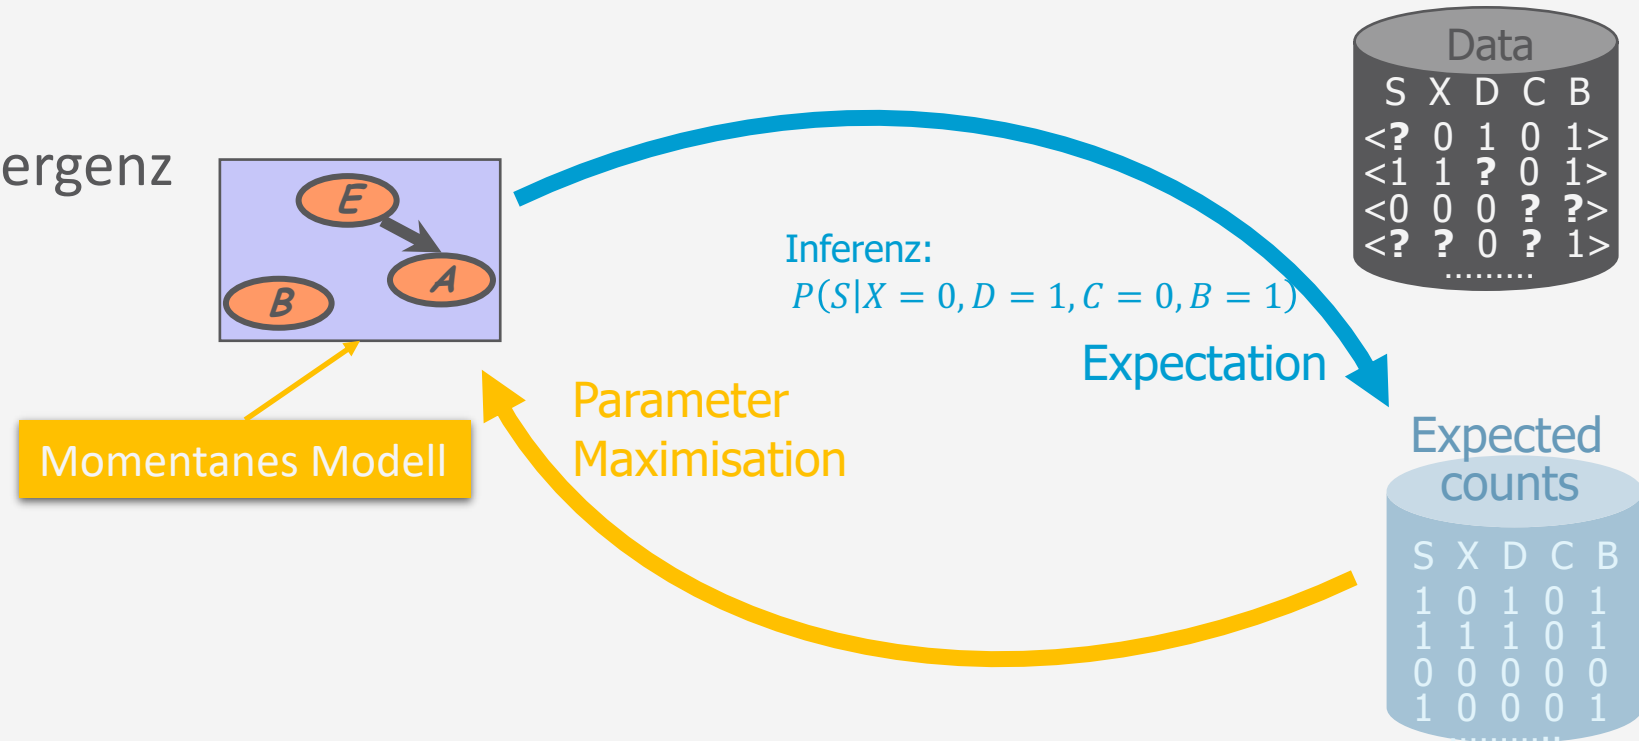 ergenz
E
A
B
Momentanes Modell
Inferenz:
P(S|X = 0, D = 1, C = 0, B = 1)
Expectation
Parameter
Maximisation
Data
S X D C B
<? 0 1 0 1>
<1 1 ? 0 1>
<0 0 0 ? ?>
<? ? 0 ? 1>
.........
Expected
counts
S X D C B
1 0 1 0 1
1 1 1 0 1
0 0 0 0 0
1 0 0 0 1
..........